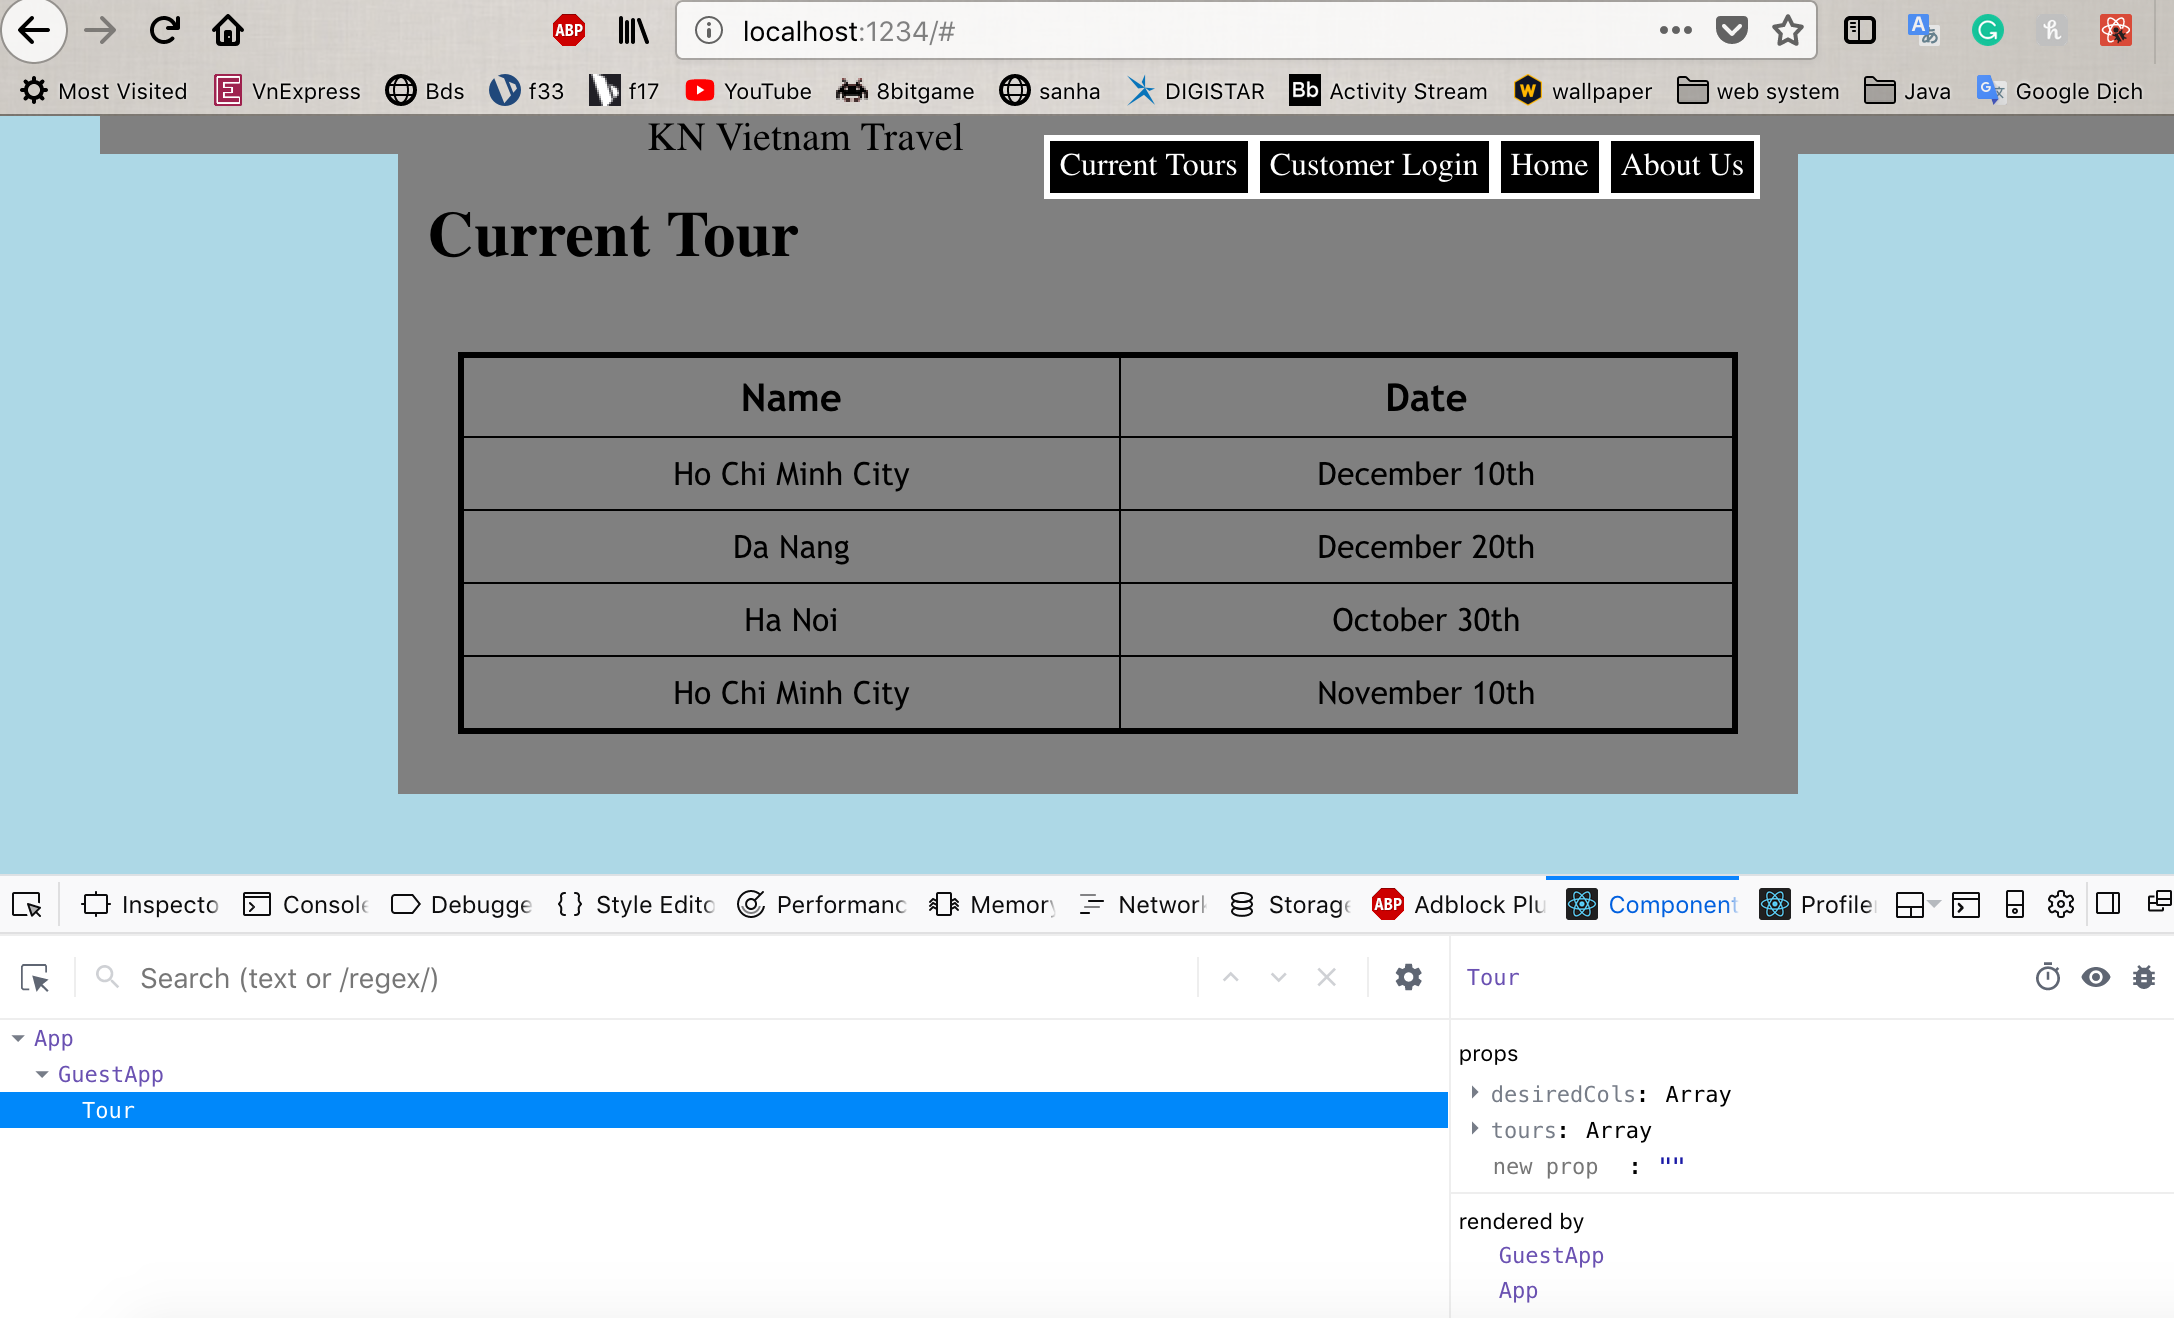 ABP localhost:1234/#
Most Visited VnExpress Bds f33 f17 YouTube 8bitgame sanha DIGISTAR Bb Activity Stream wallpaper web system Java Google Dịch
KN Vietnam Travel
Current Tours Customer Login Home About Us
Current Tour
Name Date
Ho Chi Minh City December 10th
Da Nang December 20th
Ha Noi October 30th
Ho Chi Minh City November 10th
Inspecto Console Debugge Style Edito Performanc Memory Network Storage ABP Adblock Plu Component Profile
Search (text or /regex/) Tour
App
GuestApp
Tour
props
desiredCols: Array
tours: Array
new prop : ""
rendered by
GuestApp
App